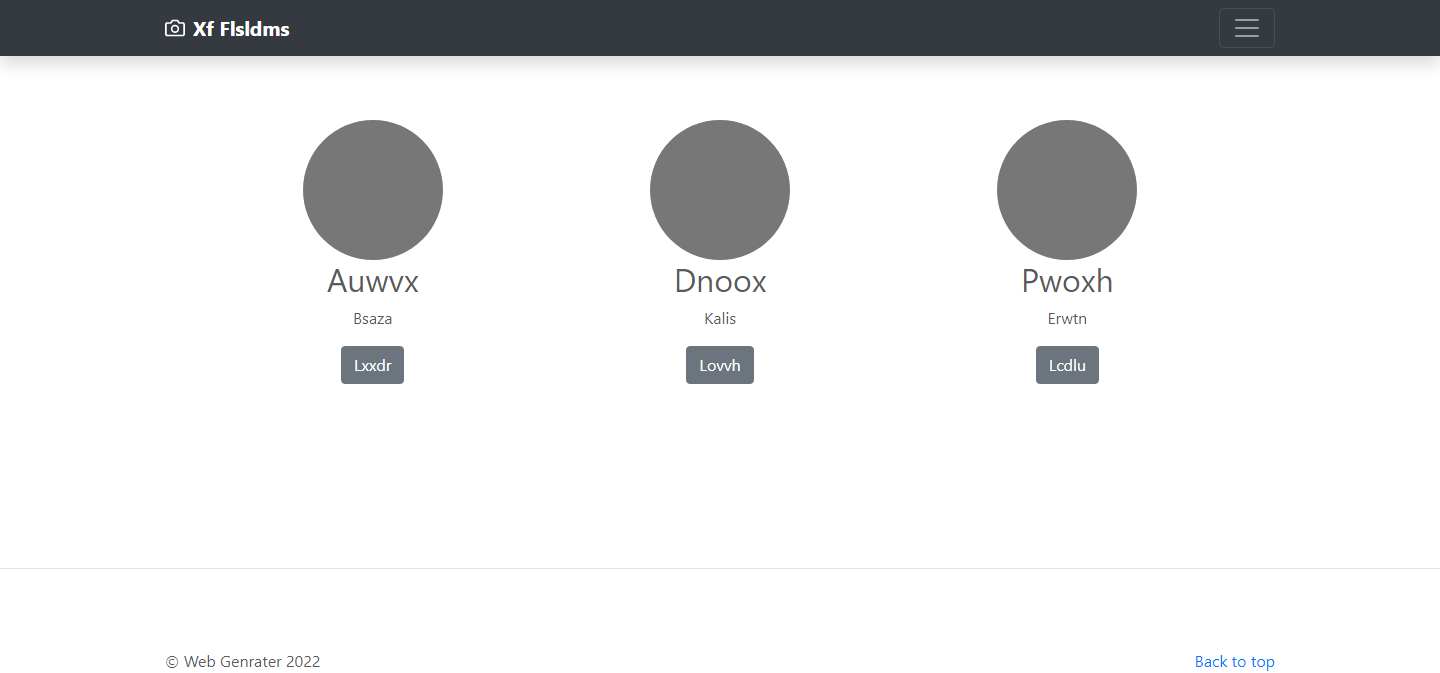 Xf Flsldms
Auwvx
Dnoox
Pwoxh
Bsaza
Kalis
Erwtn
Lxxdr
Lovvh
Lcdlu
© Web Genrater 2022
Back to top